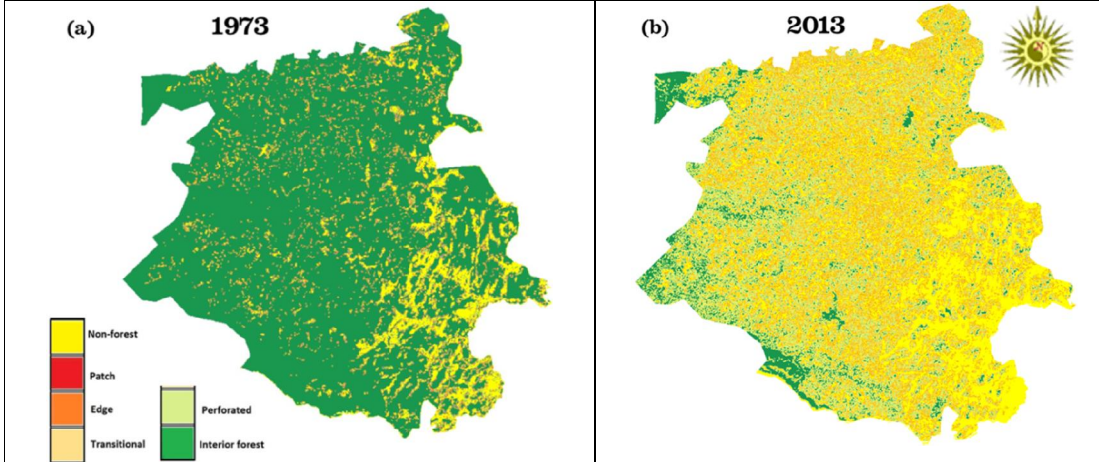 (a) 1973
(b) 2013
Non-forest
Patch
Edge
Transitional
Perforated
Interior forest